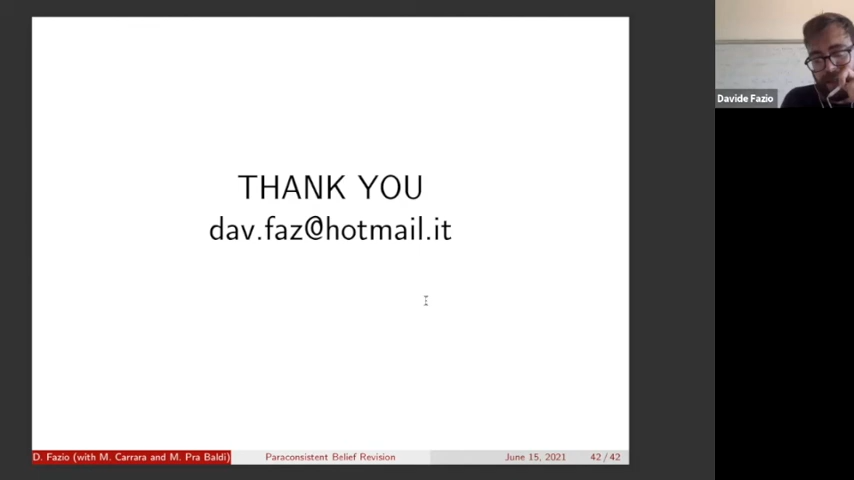 THANK YOU
dav.faz@hotmail.it
D. Fazio (with M. Carrara and M. Pra Baldi) Paraconsistent Belief Revision June 15, 2021 42 / 42
Davide Fazio